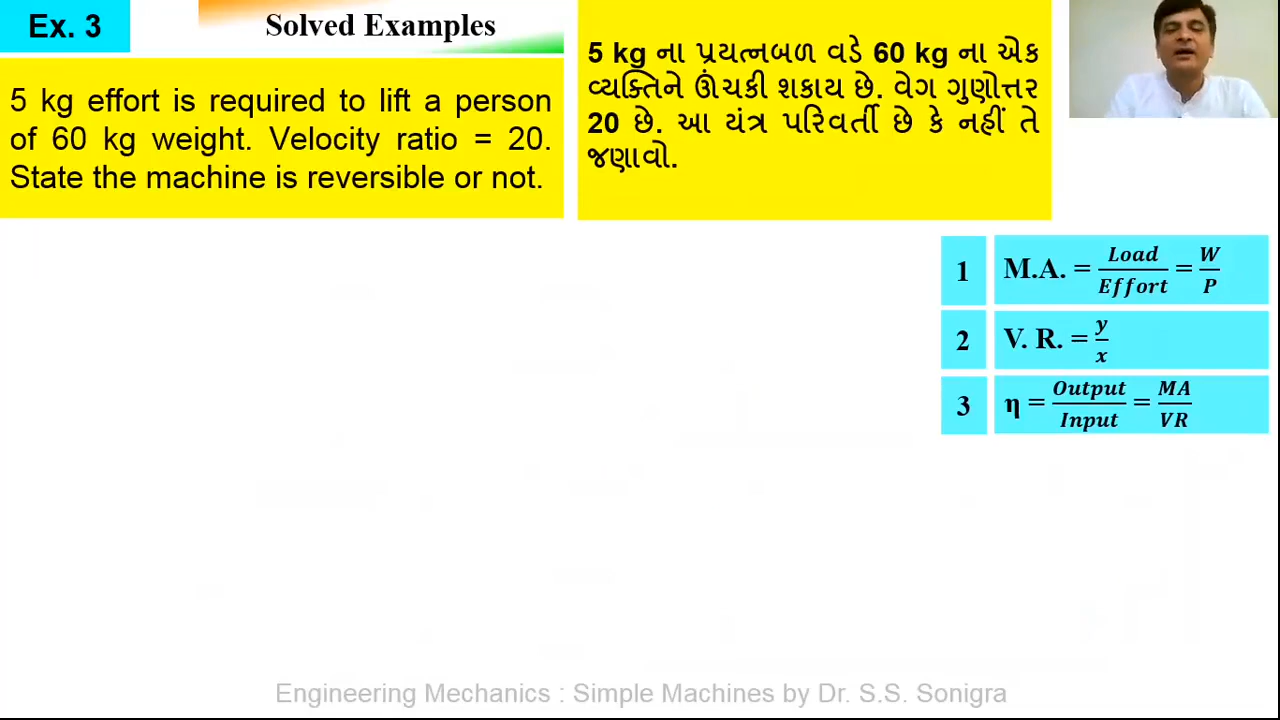 Ex. 3
Solved Examples
5 kg effort is required to lift a person
of 60 kg weight. Velocity ratio = 20.
State the machine is reversible or not.
5 kg ના પ્રયત્નબળ વડે 60 kg ના એક
વ્યક્તિને ઊંચકી શકાય છે. વેગ ગુણોત્તર
20 છે. આ યંત્ર પરિવર્તી છે કે નહીં તે
જણાવો.
1 M.A. = Load/Effort = W/P
2 V. R. = y/x
3 η = Output/Input = MA/VR
Engineering Mechanics : Simple Machines by Dr. S.S. Sonigra